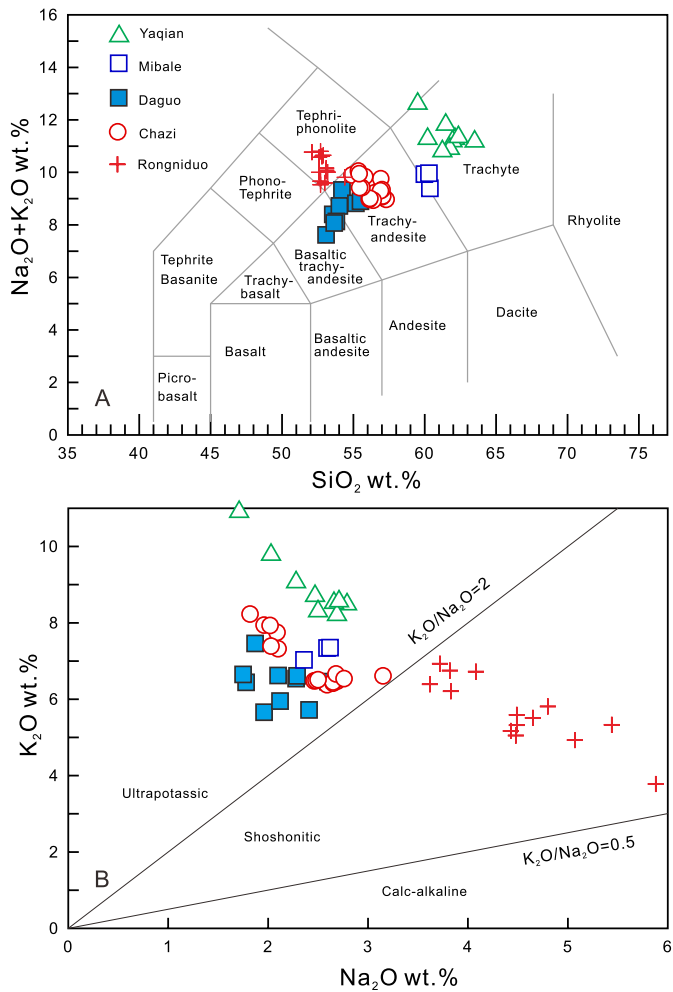 16
14
12
10
8
6
4
2
0
Na2O+K2O wt.%
Yaqian
Mibale
Daguo
Chazi
Rongniduo
Tephri-
phonolite
Trachyte
Phono-
Tephrite
Trachy-
andesite
Rhyolite
Tephrite
Basanite
Basaltic
trachy-
andesite
Trachy-
basalt
Dacite
Andesite
Basaltic
andesite
Basalt
Picro-
basalt
A
35 40 45 50 55 60 65 70 75
SiO2 wt.%
10
8
6
4
2
0
K2O wt.%
K2O/Na2O=2
Ultrapotassic
Shoshonitic
K2O/Na2O=0.5
Calc-alkaline
B
0 1 2 3 4 5 6
Na2O wt.%